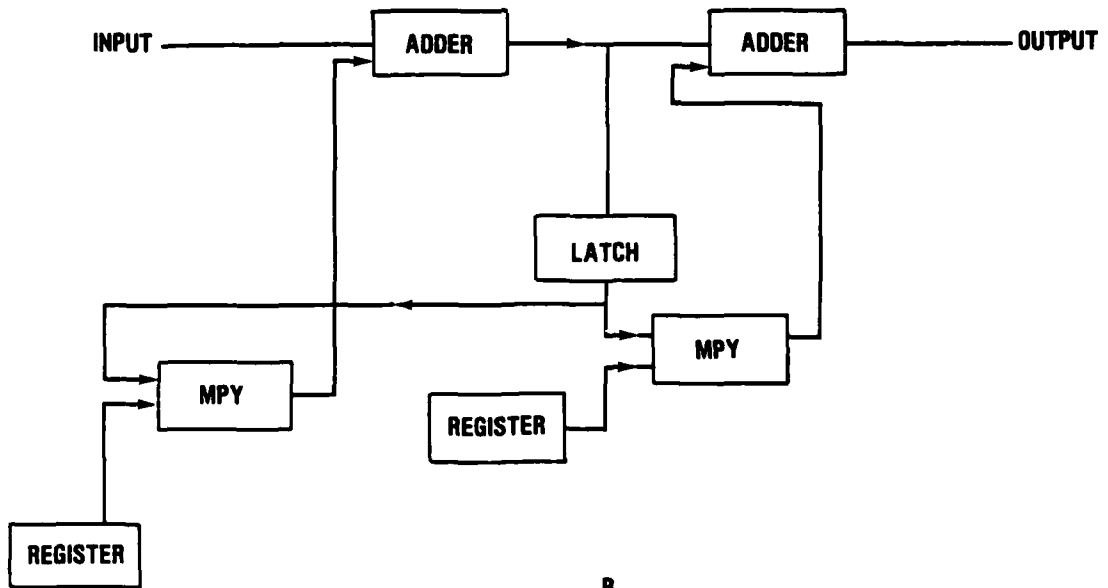 INPUT
ADDER
ADDER
OUTPUT
LATCH
MPY
MPY
REGISTER
REGISTER
B